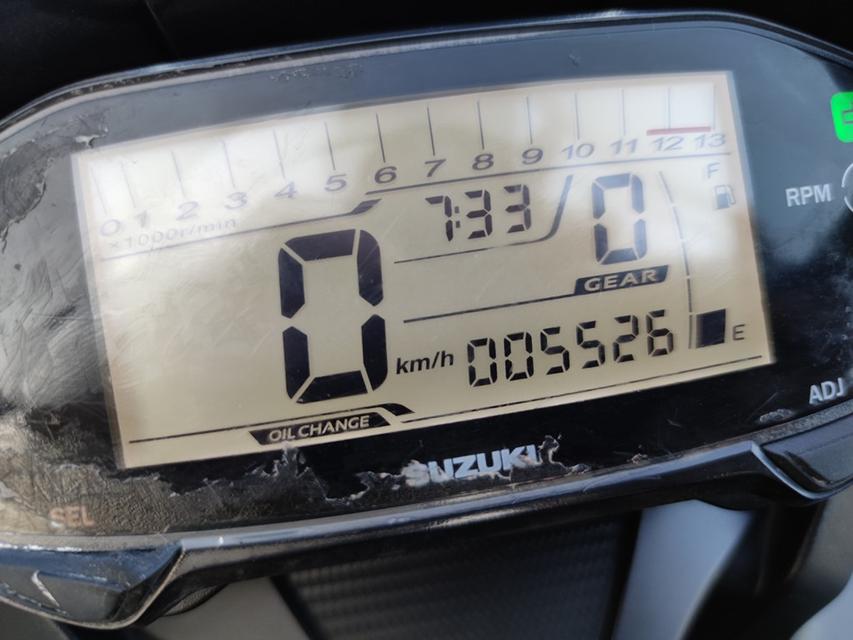 0 1 2 3 4 5 6 7 8 9 10 11 12 13
×1000r/min
7:33
0
F
RPM
GEAR
0
km/h
005526
E
ADJ
OIL CHANGE
SUZUKI
SEL